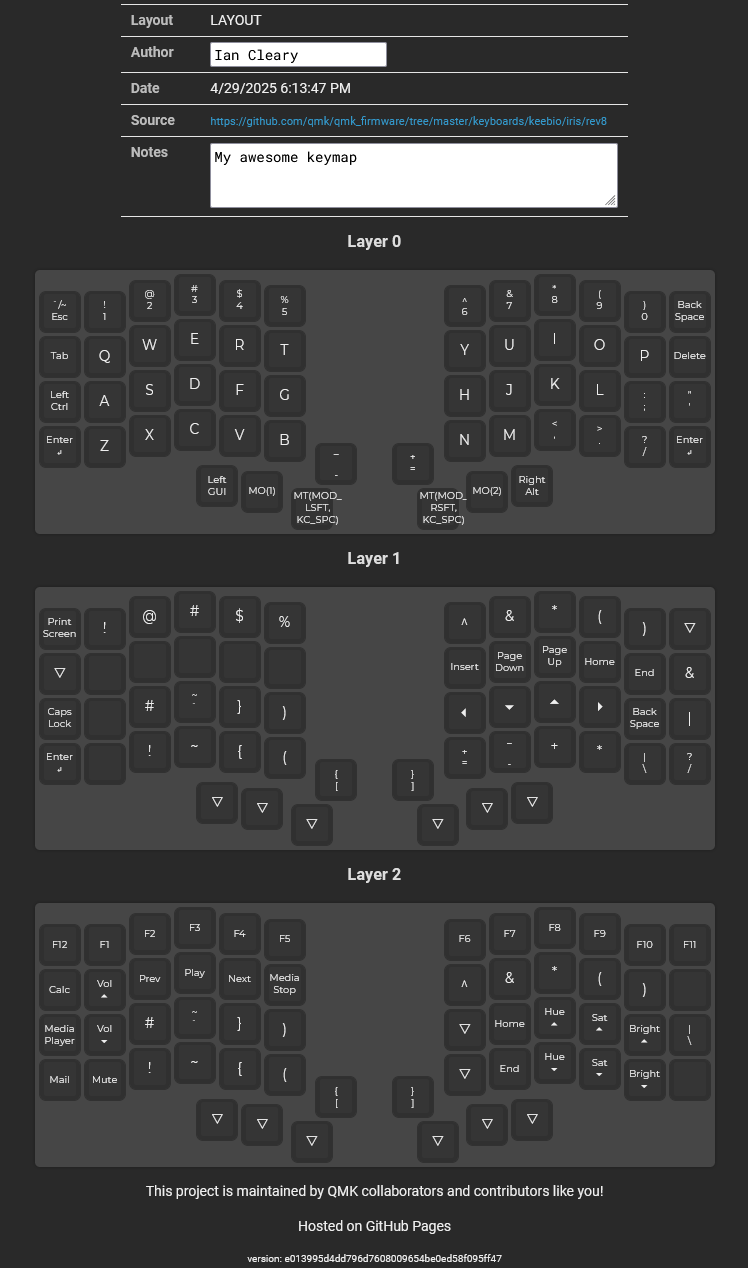 Layout LAYOUT
Author Ian Cleary
Date 4/29/2025 6:13:47 PM
Source https://github.com/qmk/qmk_firmware/tree/master/keyboards/keebio/iris/rev8
Notes My awesome keymap
Layer 0
`/~ Esc ! 1 @ 2 # 3 $ 4 % 5 ^ 6 & 7 * 8 ( 9 ) 0 Back Space
Tab Q W E R T Y U I O P Delete
Left Ctrl A S D F G H J K L : ; " '
Enter ↲ Z X C V B _ - + = N M < , > . ? / Enter ↲
Left GUI MO(1) MT(MOD_LSFT, KC_SPC) MT(MOD_RSFT, KC_SPC) MO(2) Right Alt
Layer 1
Print Screen ! @ # $ % ^ & * ( ) ▽
▽ Insert Page Down Page Up Home End &
Caps Lock # ~ ` } ) ⏴ ⏷ ⏶ ⏵ Back Space |
Enter ↲ ! ~ { ( { [ } ] + = _ - + * | \ ? /
▽ ▽ ▽ ▽ ▽ ▽
Layer 2
F12 F1 F2 F3 F4 F5 F6 F7 F8 F9 F10 F11
Calc Vol ⏶ Prev Play Next Media Stop ^ & * ( )
Media Player Vol ⏷ # ~ ` } ) ▽ Home Hue ⏶ Sat ⏶ Bright ⏶ | \
Mail Mute ! ~ { ( { [ } ] ▽ End Hue ⏷ Sat ⏷ Bright ⏷
▽ ▽ ▽ ▽ ▽ ▽
This project is maintained by QMK collaborators and contributors like you!
Hosted on GitHub Pages
version: e013995d4dd796d7608009654be0ed58f095ff47